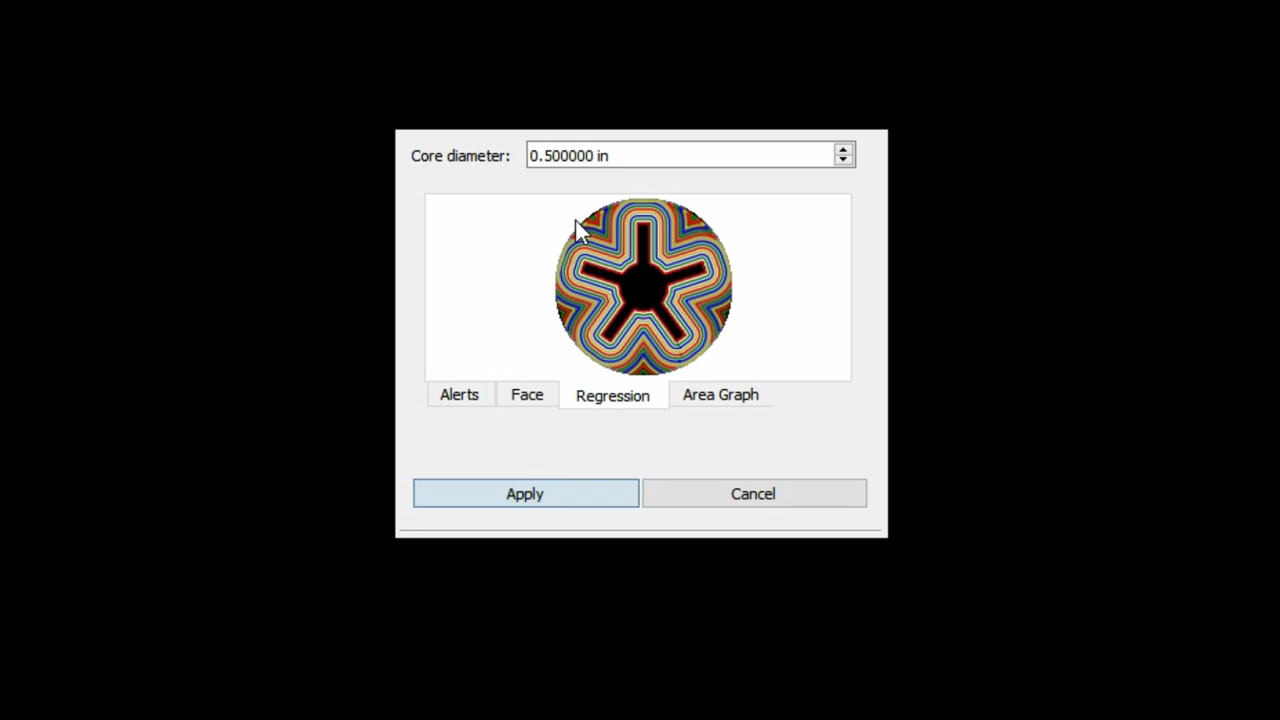 Core diameter: 0.500000 in
Alerts Face Regression Area Graph
Apply Cancel